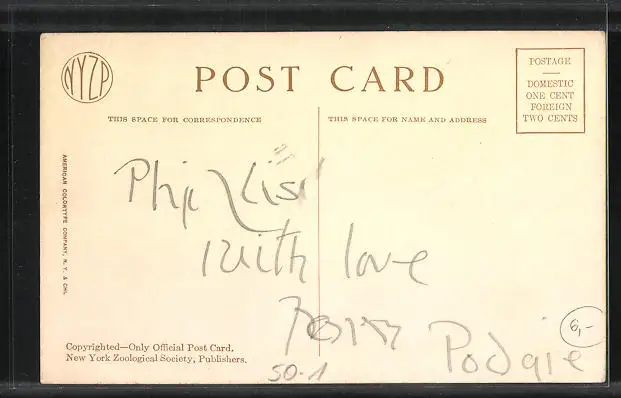 NYZP
POST CARD
POSTAGE
DOMESTIC
ONE CENT
FOREIGN
TWO CENTS
THIS SPACE FOR CORRESPONDENCE
THIS SPACE FOR NAME AND ADDRESS
AMERICAN COLORTYPE COMPANY, N. Y. & CHI.
with love
Podgie
6,-
Copyrighted—Only Official Post Card.
New York Zoological Society, Publishers.
50-1